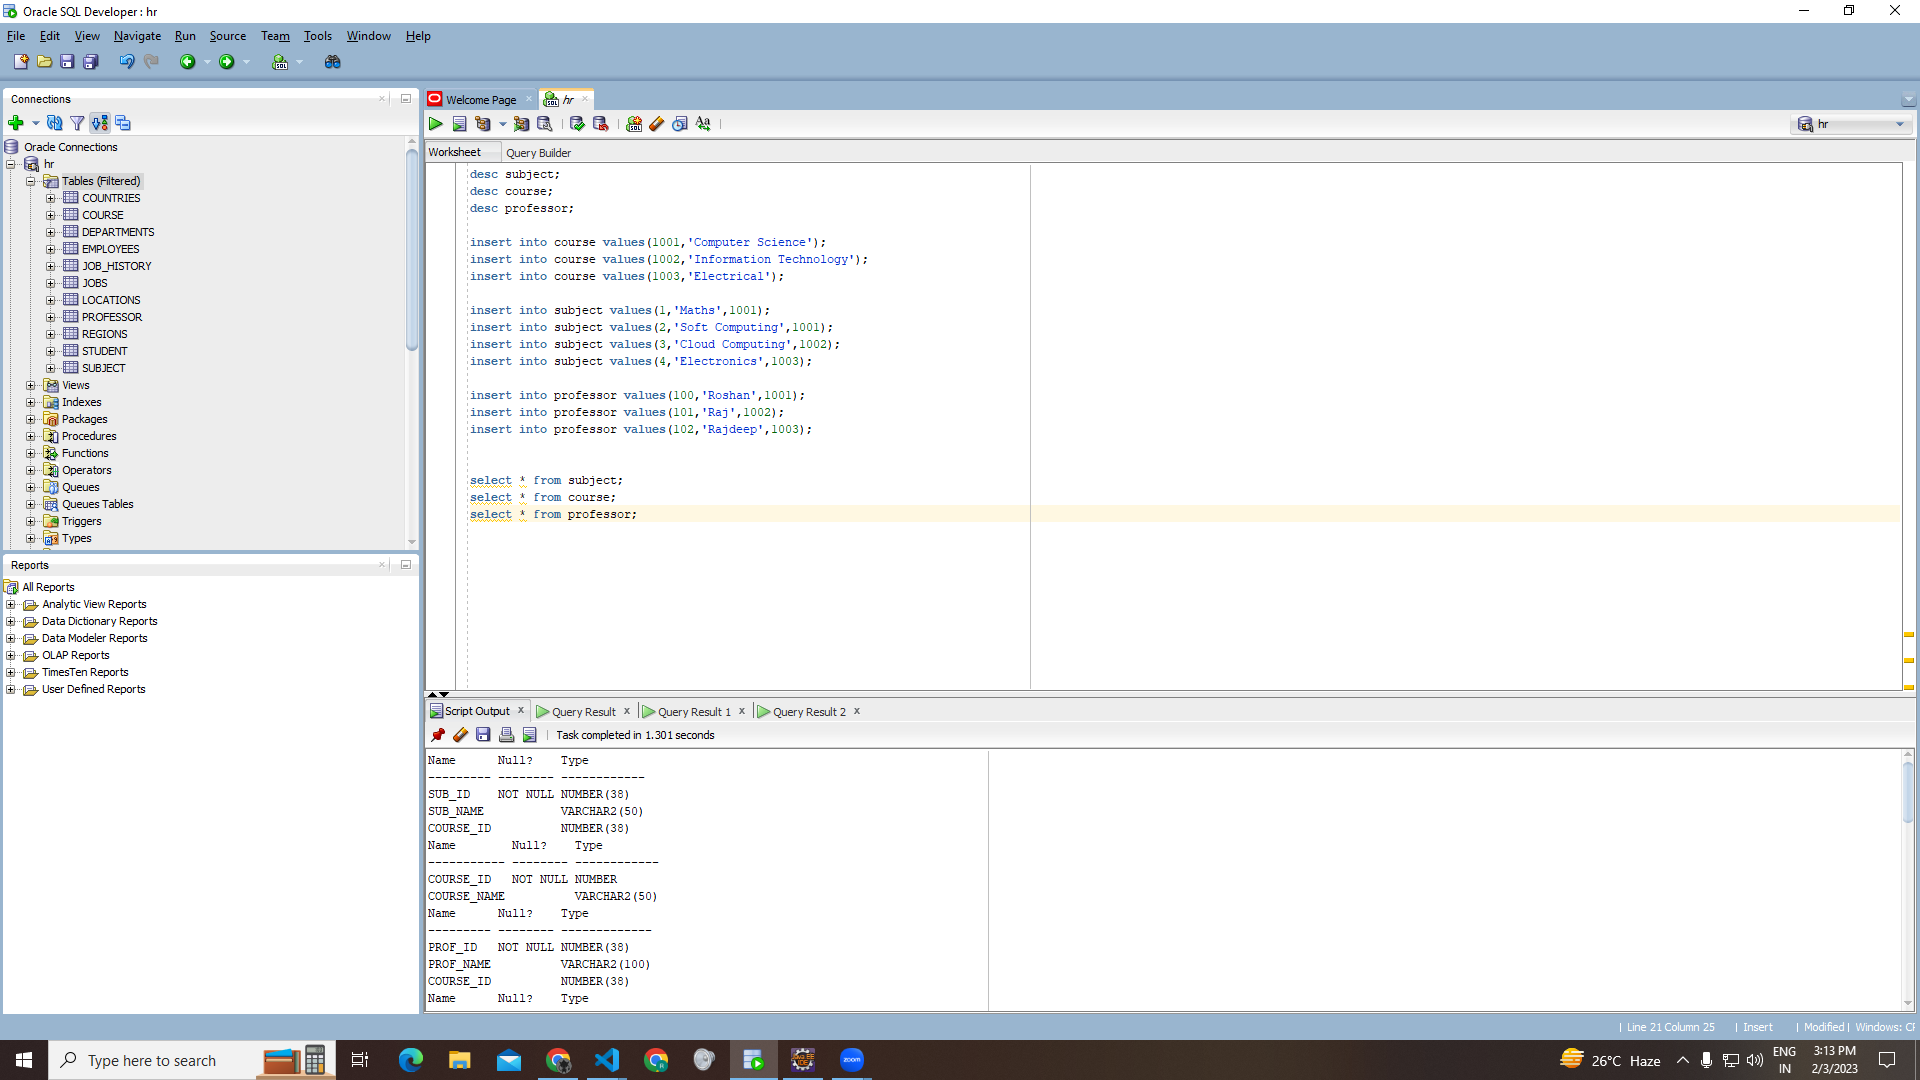 Oracle SQL Developer : hr
File Edit View Navigate Run Source Team Tools Window Help
Connections
Oracle Connections
hr
Tables (Filtered)
COUNTRIES
COURSE
DEPARTMENTS
EMPLOYEES
JOB_HISTORY
JOBS
LOCATIONS
PROFESSOR
REGIONS
STUDENT
SUBJECT
Views
Indexes
Packages
Procedures
Functions
Operators
Queues
Queues Tables
Triggers
Types
Reports
All Reports
Analytic View Reports
Data Dictionary Reports
Data Modeler Reports
OLAP Reports
TimesTen Reports
User Defined Reports
Welcome Page hr
hr
Worksheet Query Builder
desc subject;
desc course;
desc professor;
insert into course values(1001,'Computer Science');
insert into course values(1002,'Information Technology');
insert into course values(1003,'Electrical');
insert into subject values(1,'Maths',1001);
insert into subject values(2,'Soft Computing',1001);
insert into subject values(3,'Cloud Computing',1002);
insert into subject values(4,'Electronics',1003);
insert into professor values(100,'Roshan',1001);
insert into professor values(101,'Raj',1002);
insert into professor values(102,'Rajdeep',1003);
select * from subject;
select * from course;
select * from professor;
Script Output x Query Result x Query Result 1 x Query Result 2 x
Task completed in 1.301 seconds
Name Null? Type
--------- -------- ------------
SUB_ID NOT NULL NUMBER(38)
SUB_NAME VARCHAR2(50)
COURSE_ID NUMBER(38)
Name Null? Type
----------- -------- ------------
COURSE_ID NOT NULL NUMBER
COURSE_NAME VARCHAR2(50)
Name Null? Type
--------- -------- -------------
PROF_ID NOT NULL NUMBER(38)
PROF_NAME VARCHAR2(100)
COURSE_ID NUMBER(38)
Name Null? Type
Line 21 Column 25 | Insert | Modified | Windows: CF
Type here to search
zoom
26°C Haze
ENG
IN
3:13 PM
2/3/2023